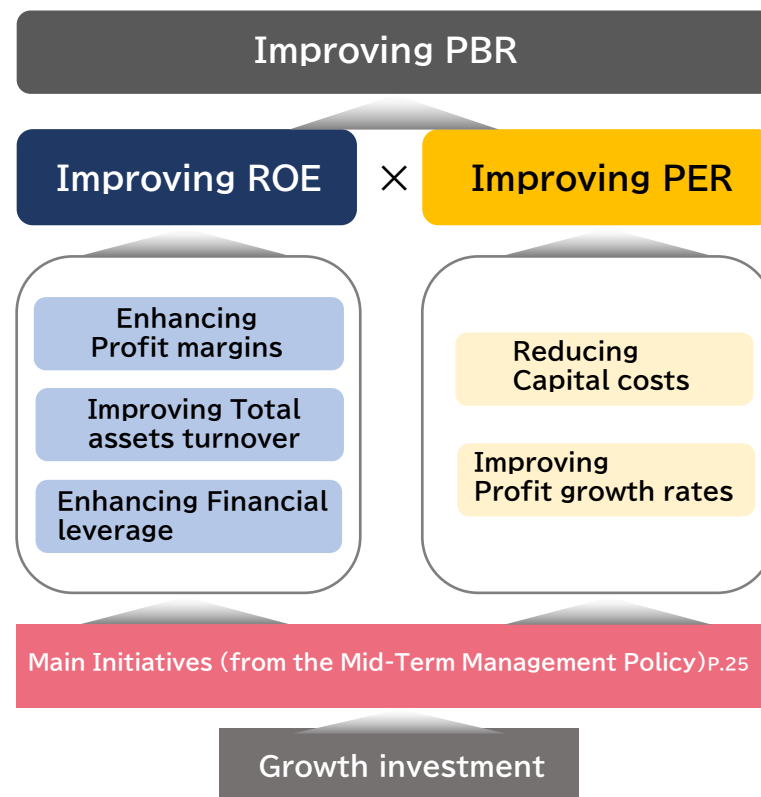 Improving PBR
Improving ROE
×
Improving PER
Enhancing
Profit margins
Improving Total
assets turnover
Enhancing Financial
leverage
Reducing
Capital costs
Improving
Profit growth rates
Main Initiatives (from the Mid-Term Management Policy)P.25
Growth investment